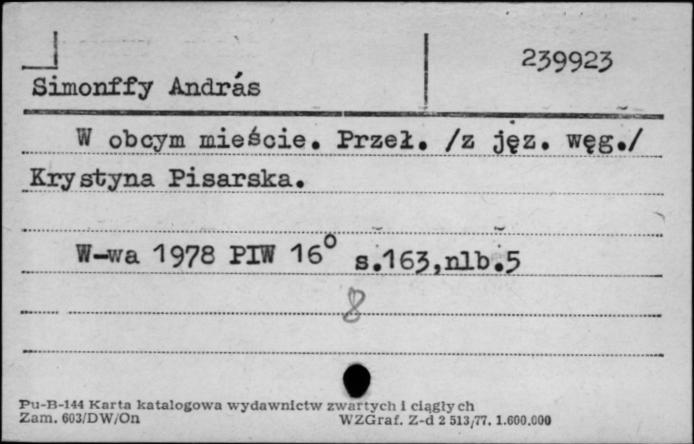 239923
Simonffy András
W obcym mieście. Przeł. /z jęz. węg./
Krystyna Pisarska.
W-wa 1978 PIW 16° s.163,nlb.5
8
Pu-B-144 Karta katalogowa wydawnictw zwartych i ciągłych
Zam. 603/DW/On WZGraf. Z-d 2 513/77. 1.600.000